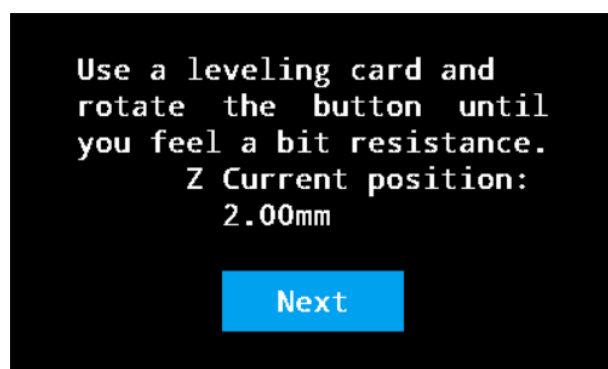 Use a leveling card and
rotate the button until
you feel a bit resistance.
Z Current position:
2.00mm
Next